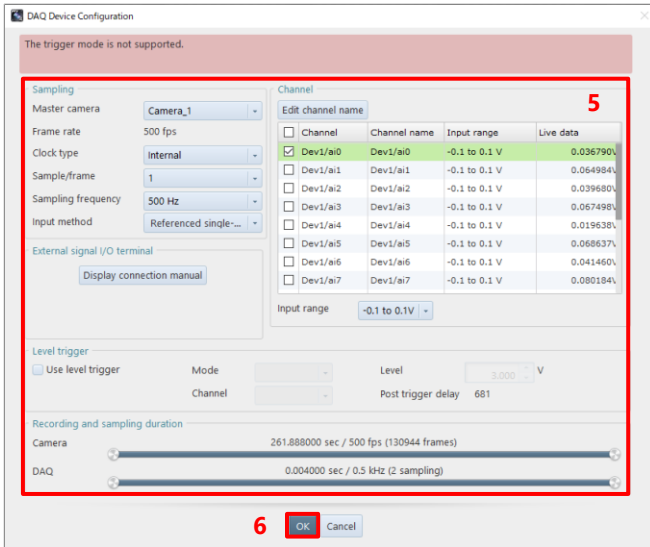 DAQ Device Configuration
The trigger mode is not supported.
Sampling
Master camera Camera_1
Frame rate 500 fps
Clock type Internal
Sample/frame 1
Sampling frequency 500 Hz
Input method Referenced single-...
External signal I/O terminal
Display connection manual
Channel
5
Edit channel name
Channel Channel name Input range Live data
Dev1/ai0 Dev1/ai0 -0.1 to 0.1 V 0.036790V
Dev1/ai1 Dev1/ai1 -0.1 to 0.1 V 0.064984V
Dev1/ai2 Dev1/ai2 -0.1 to 0.1 V 0.039680V
Dev1/ai3 Dev1/ai3 -0.1 to 0.1 V 0.067498V
Dev1/ai4 Dev1/ai4 -0.1 to 0.1 V 0.019638V
Dev1/ai5 Dev1/ai5 -0.1 to 0.1 V 0.068637V
Dev1/ai6 Dev1/ai6 -0.1 to 0.1 V 0.041460V
Dev1/ai7 Dev1/ai7 -0.1 to 0.1 V 0.080184V
Input range -0.1 to 0.1V
Level trigger
Use level trigger Mode Level 5.000 V
Channel Post trigger delay 681
Recording and sampling duration
Camera 261.888000 sec / 500 fps (130944 frames)
DAQ 0.004000 sec / 0.5 kHz (2 sampling)
6 OK Cancel